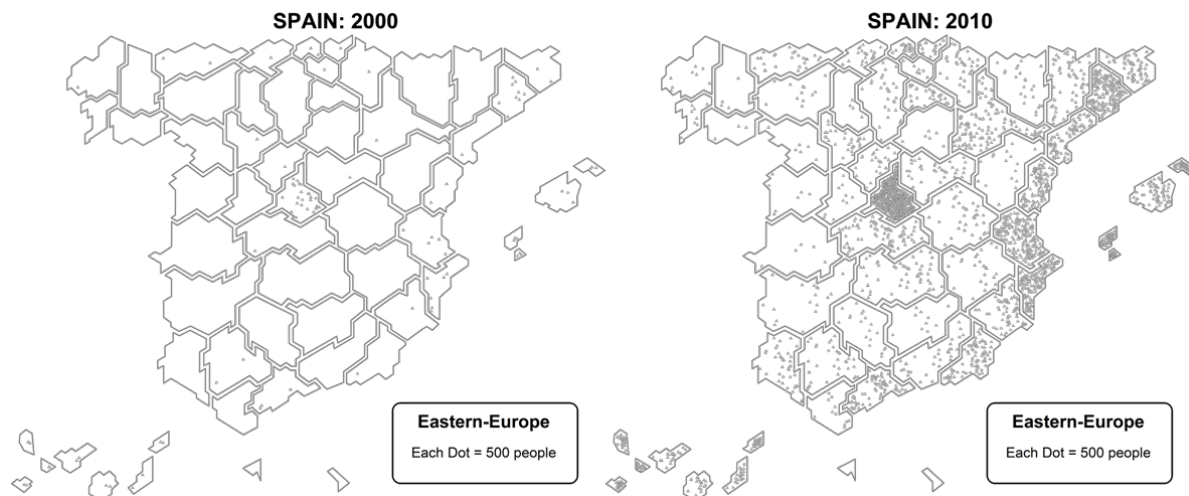 SPAIN: 2000
SPAIN: 2010
Eastern-Europe
Each Dot = 500 people
Eastern-Europe
Each Dot = 500 people